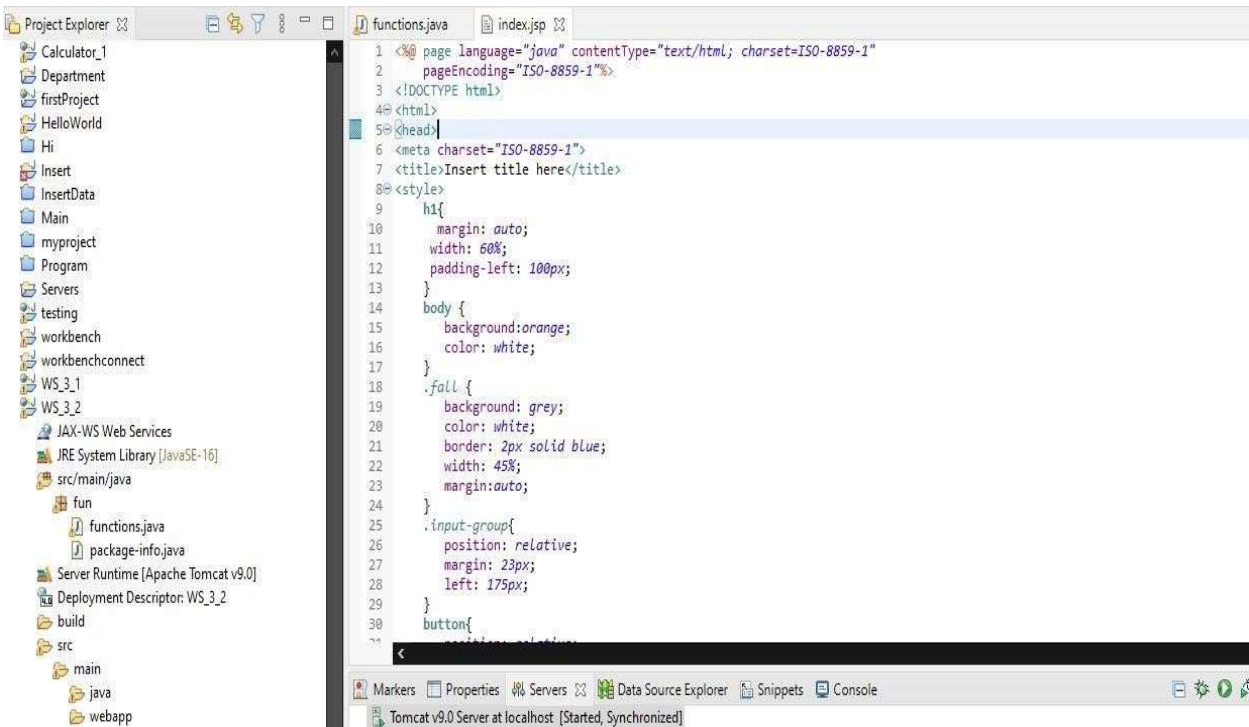 Project Explorer
Calculator_1
Department
firstProject
HelloWorld
Hi
Insert
InsertData
Main
myproject
Program
Servers
testing
workbench
workbenchconnect
WS_3_1
WS_3_2
JAX-WS Web Services
JRE System Library [JavaSE-16]
src/main/java
fun
functions.java
package-info.java
Server Runtime [Apache Tomcat v9.0]
Deployment Descriptor: WS_3_2
build
src
main
java
webapp
functions.java index.jsp
1 <%@ page language="java" contentType="text/html; charset=ISO-8859-1"
2 pageEncoding="ISO-8859-1"%>
3 <!DOCTYPE html>
4 <html>
5 <head>
6 <meta charset="ISO-8859-1">
7 <title>Insert title here</title>
8 <style>
9 h1{
10 margin: auto;
11 width: 60%;
12 padding-left: 100px;
13 }
14 body {
15 background:orange;
16 color: white;
17 }
18 .fall {
19 background: grey;
20 color: white;
21 border: 2px solid blue;
22 width: 45%;
23 margin:auto;
24 }
25 .input-group{
26 position: relative;
27 margin: 23px;
28 left: 175px;
29 }
30 button{
Markers Properties Servers Data Source Explorer Snippets Console
Tomcat v9.0 Server at localhost [Started, Synchronized]